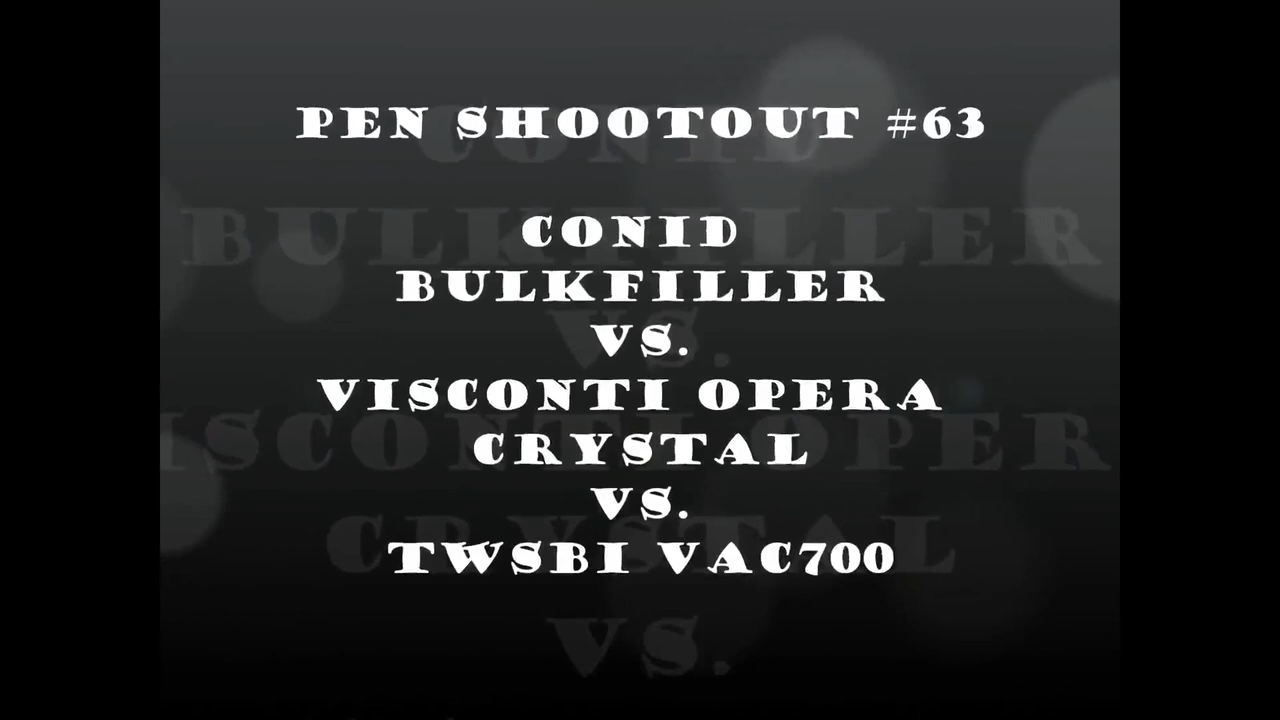 PEN SHOOTOUT #63
CONID
BULKFILLER
VS.
VISCONTI OPERA
CRYSTAL
VS.
TWSBI VAC700